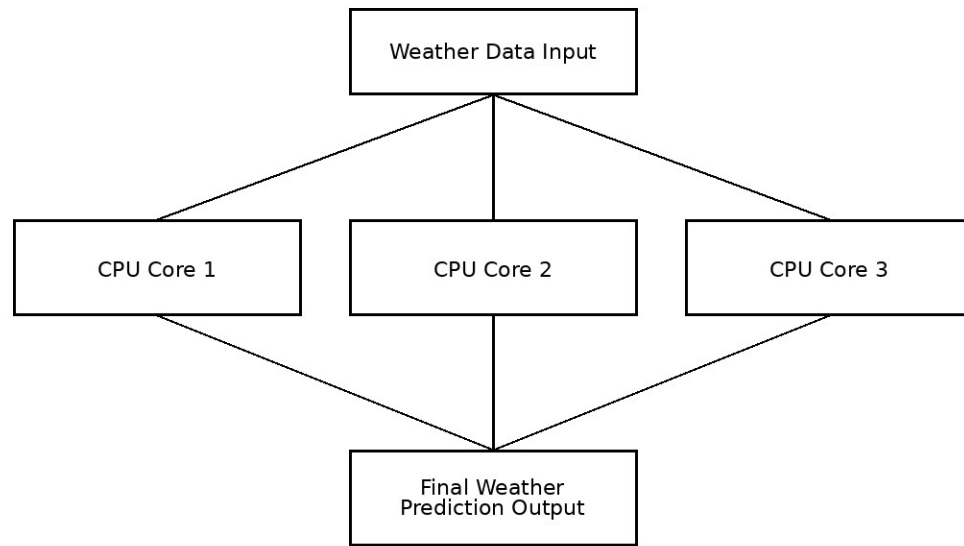 Weather Data Input
CPU Core 1
CPU Core 2
CPU Core 3
Final Weather
Prediction Output